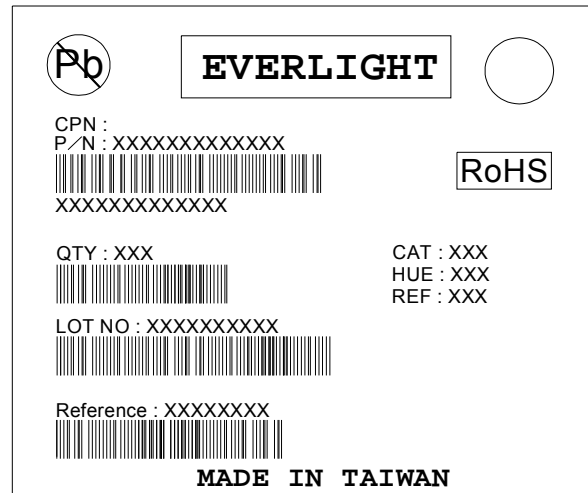 Pb
EVERLIGHT
CPN :
P/N : XXXXXXXXXXXXX
RoHS
XXXXXXXXXXXXX
QTY : XXX
CAT : XXX
HUE : XXX
REF : XXX
LOT NO : XXXXXXXXXX
Reference : XXXXXXXX
MADE IN TAIWAN